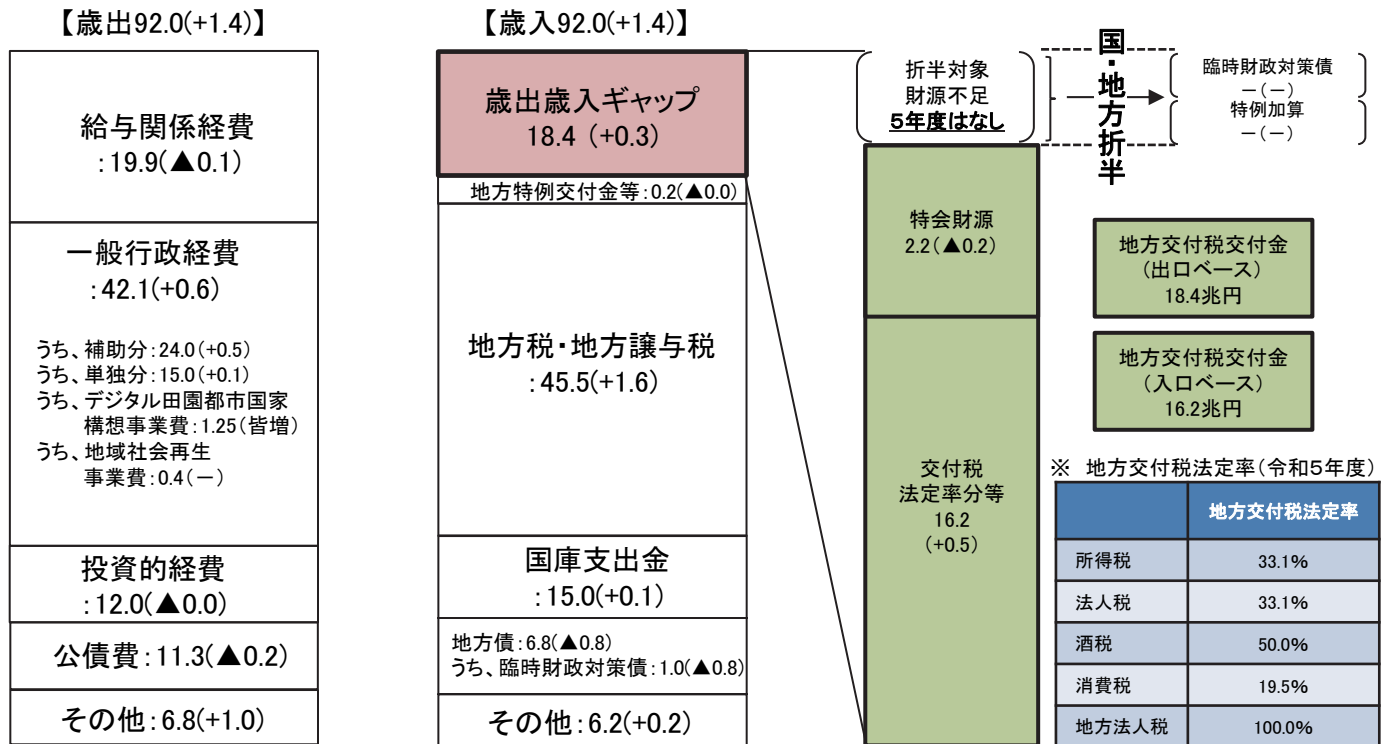 【歳出92.0(+1.4)】
給与関係経費
:19.9(▲0.1)
一般行政経費
:42.1(+0.6)
うち、補助分:24.0(+0.5)
うち、単独分:15.0(+0.1)
うち、デジタル田園都市国家
構想事業費:1.25(皆増)
うち、地域社会再生
事業費:0.4(-)
投資的経費
:12.0(▲0.0)
公債費:11.3(▲0.2)
その他:6.8(+1.0)
【歳入92.0(+1.4)】
歳出歳入ギャップ
18.4 (+0.3)
地方特例交付金等:0.2(▲0.0)
地方税・地方譲与税
:45.5(+1.6)
国庫支出金
:15.0(+0.1)
地方債:6.8(▲0.8)
うち、臨時財政対策債:1.0(▲0.8)
その他:6.2(+0.2)
折半対象
財源不足
5年度はなし
国・地方折半
臨時財政対策債
-(-)
特例加算
-(-)
特会財源
2.2(▲0.2)
交付税
法定率分等
16.2
(+0.5)
地方交付税交付金
(出口ベース)
18.4兆円
地方交付税交付金
(入口ベース)
16.2兆円
※ 地方交付税法定率(令和5年度)
地方交付税法定率
所得税 33.1%
法人税 33.1%
酒税 50.0%
消費税 19.5%
地方法人税 100.0%